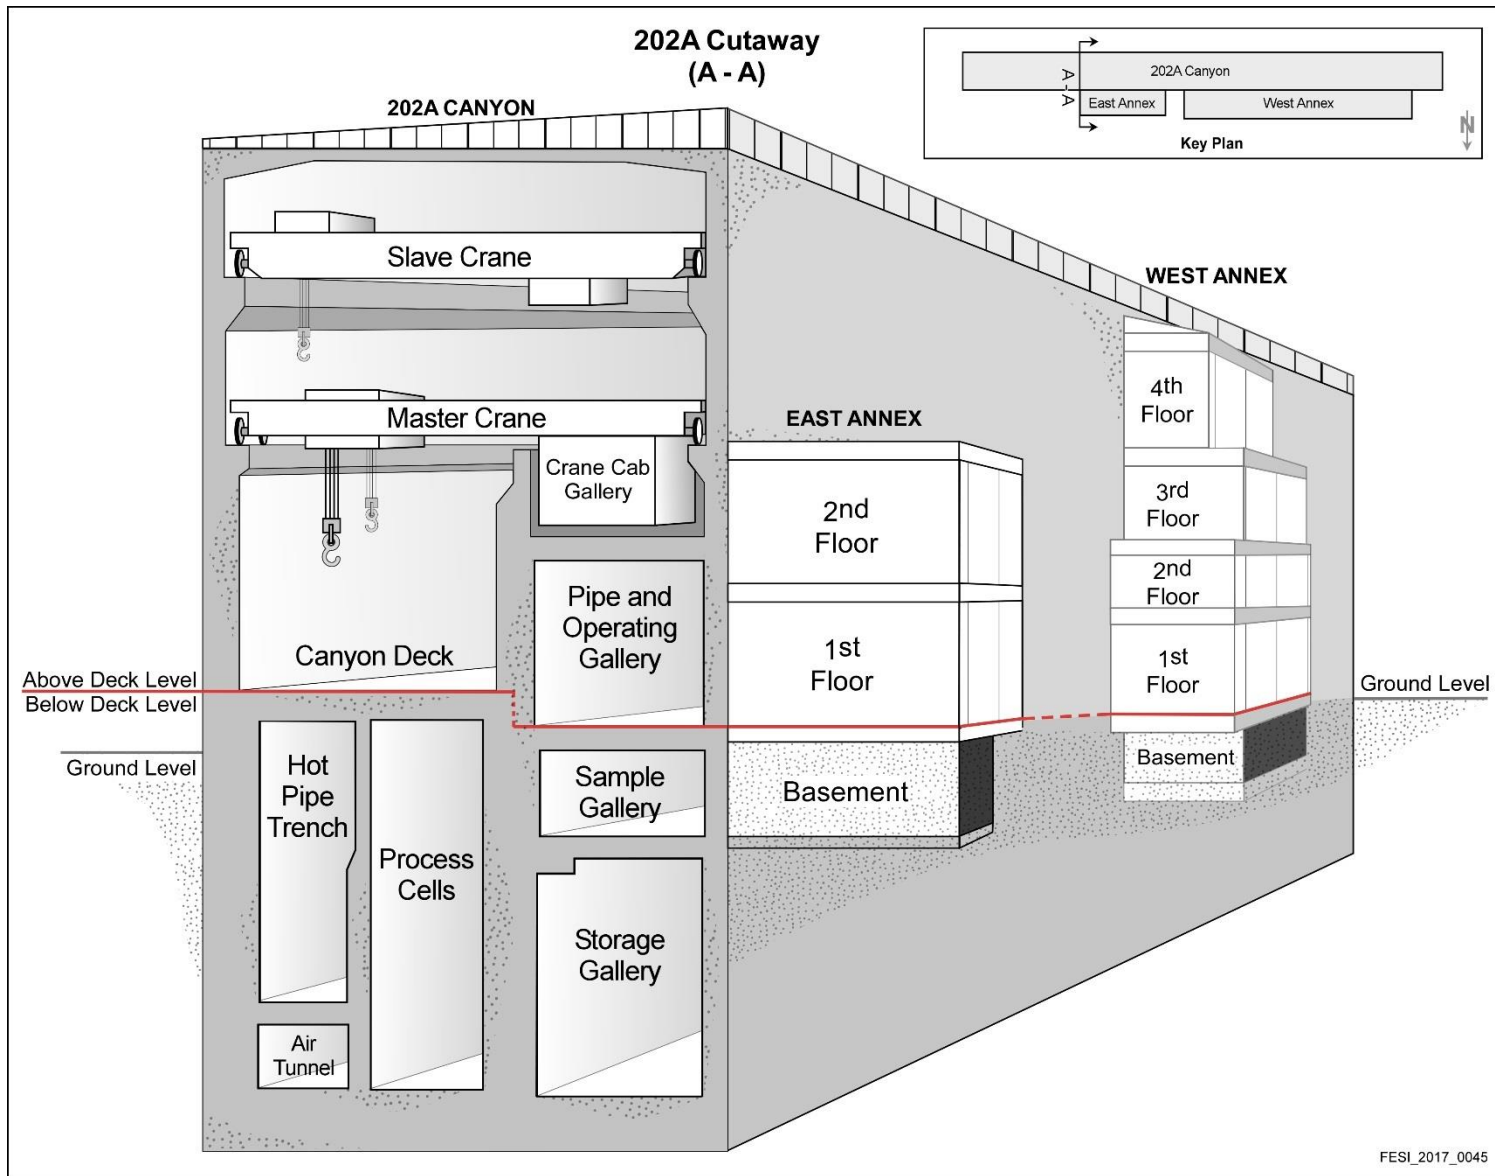 202A Cutaway
(A - A)
202A CANYON
202A Canyon
A
A
East Annex
West Annex
Key Plan
N
Slave Crane
WEST ANNEX
Master Crane
EAST ANNEX
4th
Floor
Crane Cab
Gallery
3rd
Floor
2nd
Floor
2nd
Floor
Pipe and
Operating
Gallery
Canyon Deck
1st
Floor
1st
Floor
Above Deck Level
Below Deck Level
Ground Level
Ground Level
Hot
Pipe
Trench
Sample
Gallery
Basement
Basement
Process
Cells
Storage
Gallery
Air
Tunnel
FESI_2017_0045